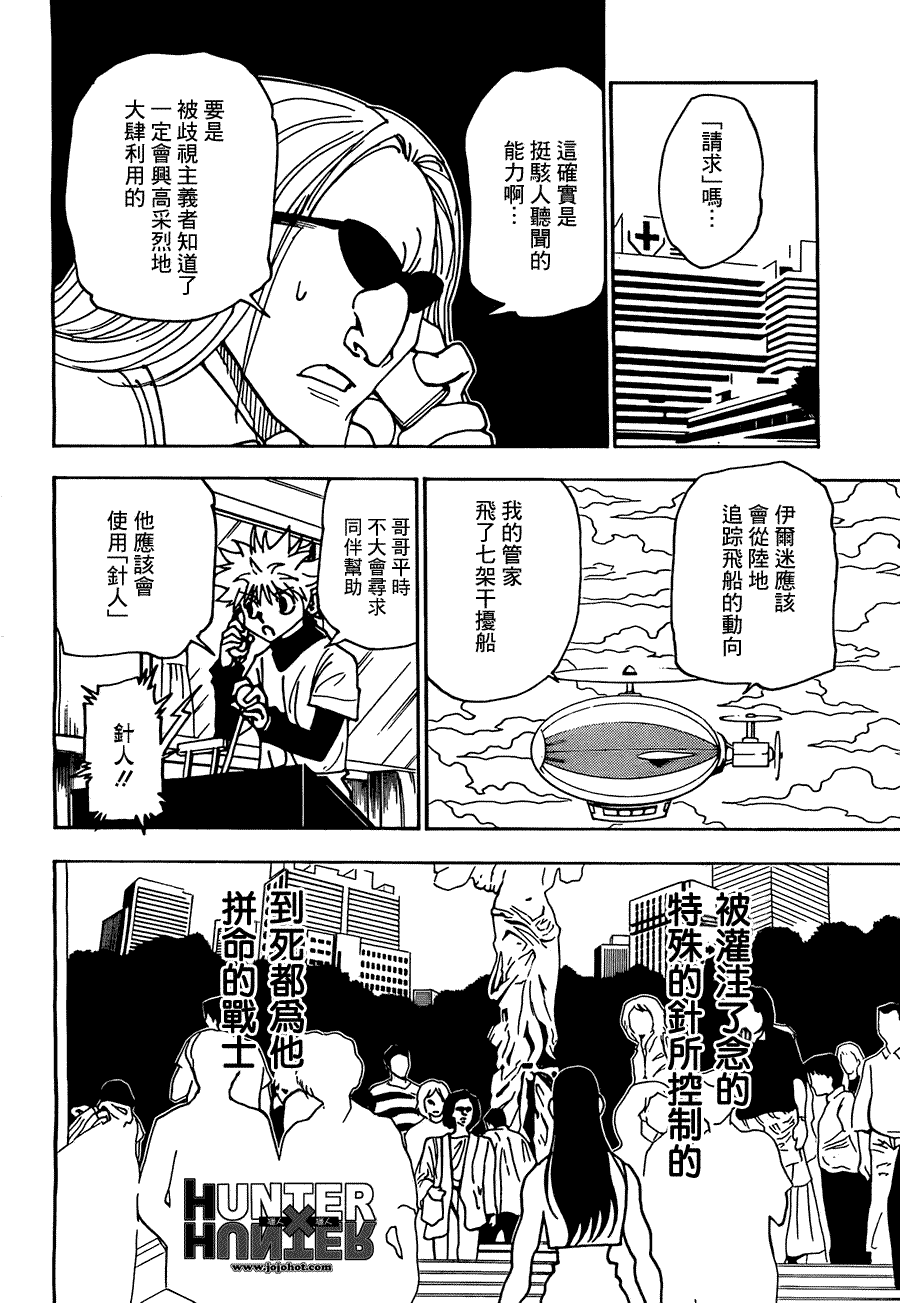 「請求」嗎…
這確實是
挺駭人聽聞的
能力啊…
要是
被歧視主義者知道了
一定會興高采烈地
大肆利用的
伊爾迷應該
會從陸地
追踪飛船的動向
我的管家
飛了七架干擾船
哥哥平時
不大會尋求
同伴幫助
他應該會
使用「針人」
針人!!
被灌注了念的
特殊的針所控制的
到死都為他
拼命的戰士
HUNTER
×
HUNTER
獵人
獵人
www.jojohot.com